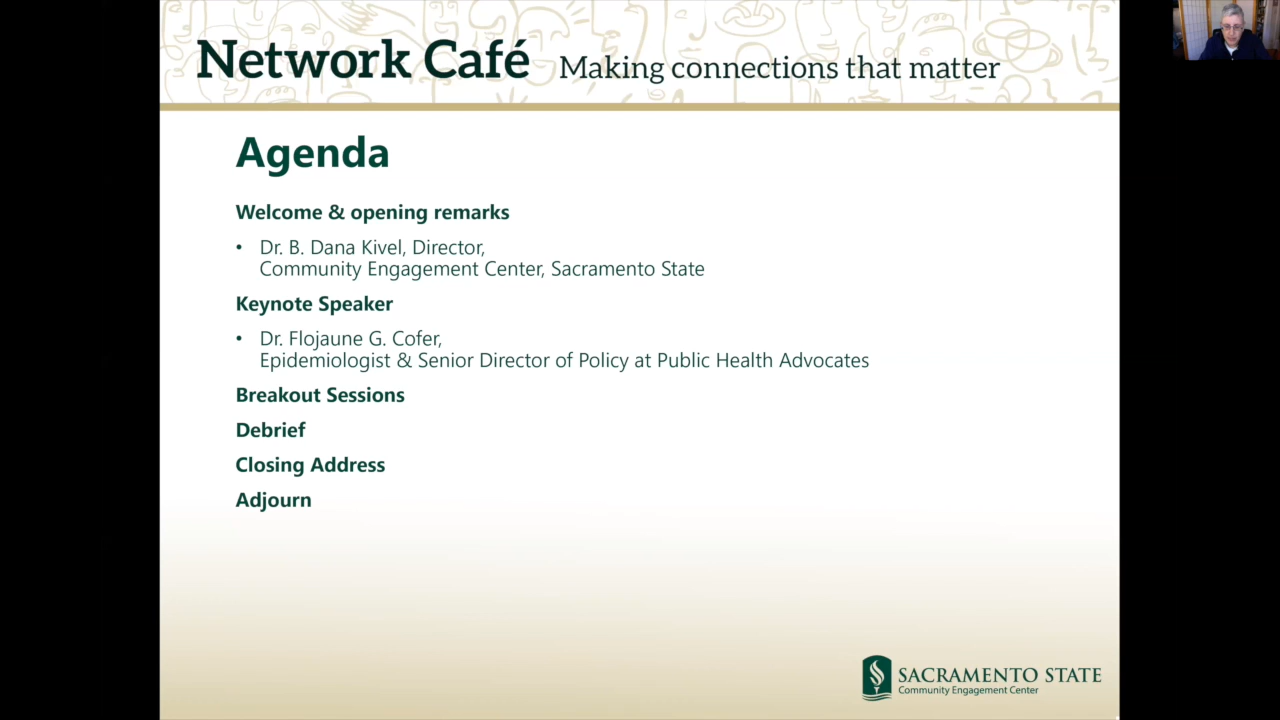 Network Café Making connections that matter
Agenda
Welcome & opening remarks
• Dr. B. Dana Kivel, Director,
Community Engagement Center, Sacramento State
Keynote Speaker
• Dr. Flojaune G. Cofer,
Epidemiologist & Senior Director of Policy at Public Health Advocates
Breakout Sessions
Debrief
Closing Address
Adjourn
SACRAMENTO STATE
Community Engagement Center